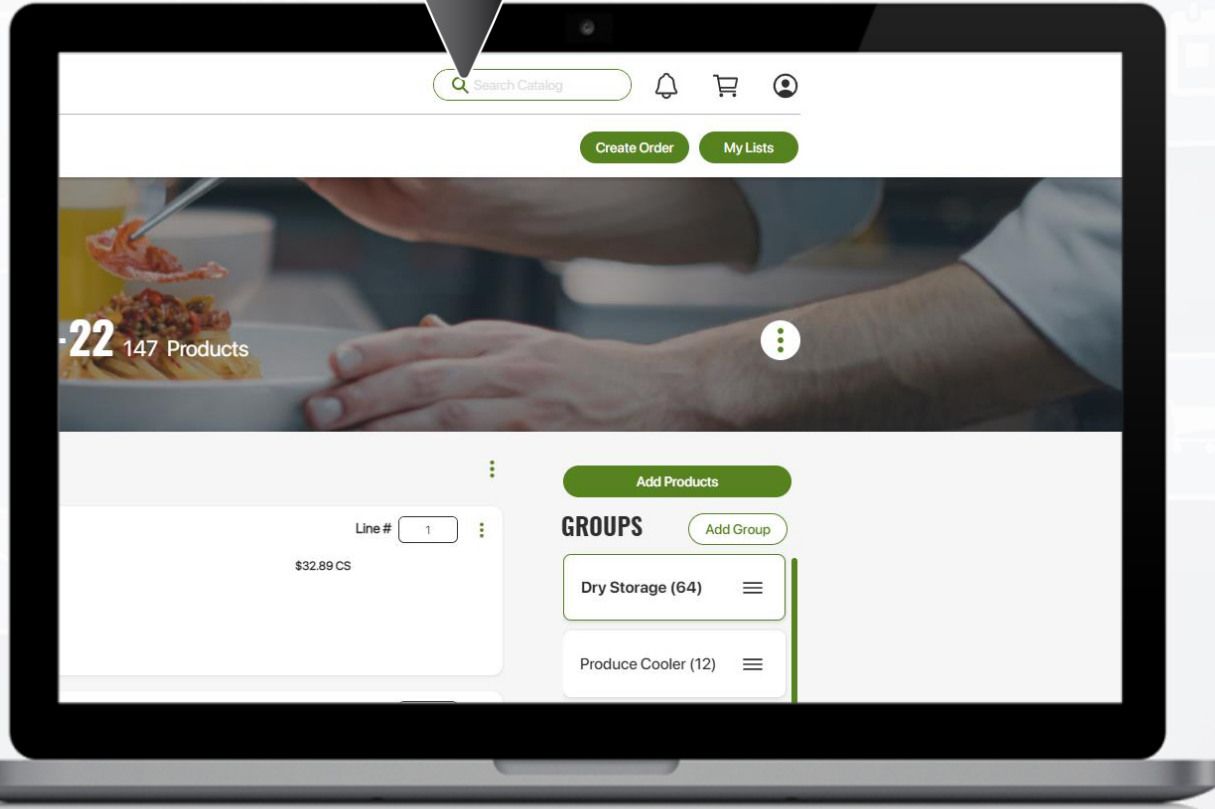 Search Catalog
Create Order
My Lists
-22 147 Products
Add Products
Line # 1
GROUPS
Add Group
$32.89 CS
Dry Storage (64)
Produce Cooler (12)